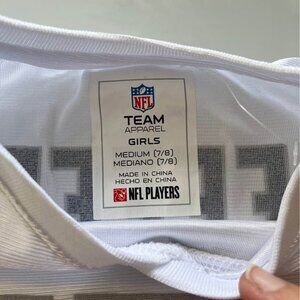 NFL
TEAM
APPAREL
GIRLS
MEDIUM (7/8)
MEDIANO (7/8)
MADE IN CHINA
HECHO EN CHINA
NFL PLAYERS